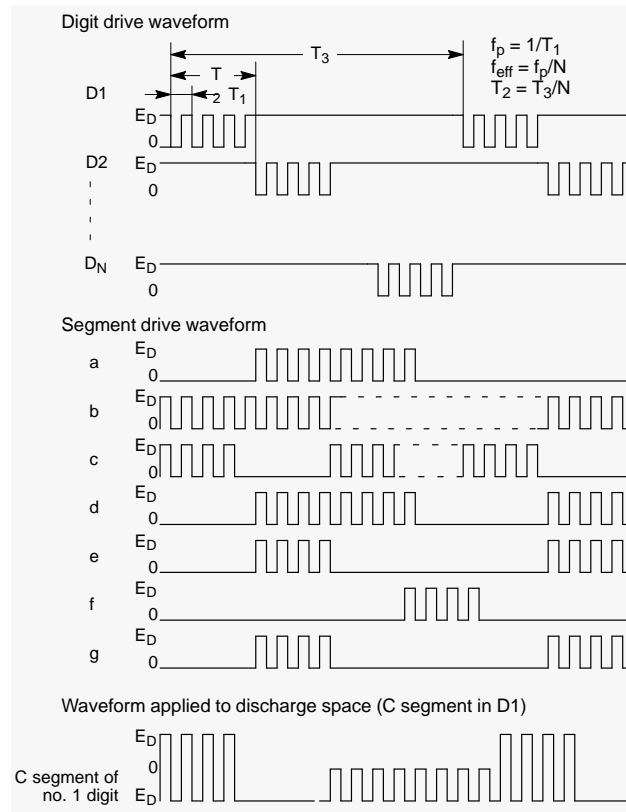 Digit drive waveform
T3
fp = 1/T1
feff = fp/N
T2 = T3/N
T
2 T1
D1
ED
0
D2 ED
0
DN ED
0
Segment drive waveform
a ED
0
b ED
0
c ED
0
d ED
0
e ED
0
f ED
0
g ED
0
Waveform applied to discharge space (C segment in D1)
ED
0
C segment of
no. 1 digit ED